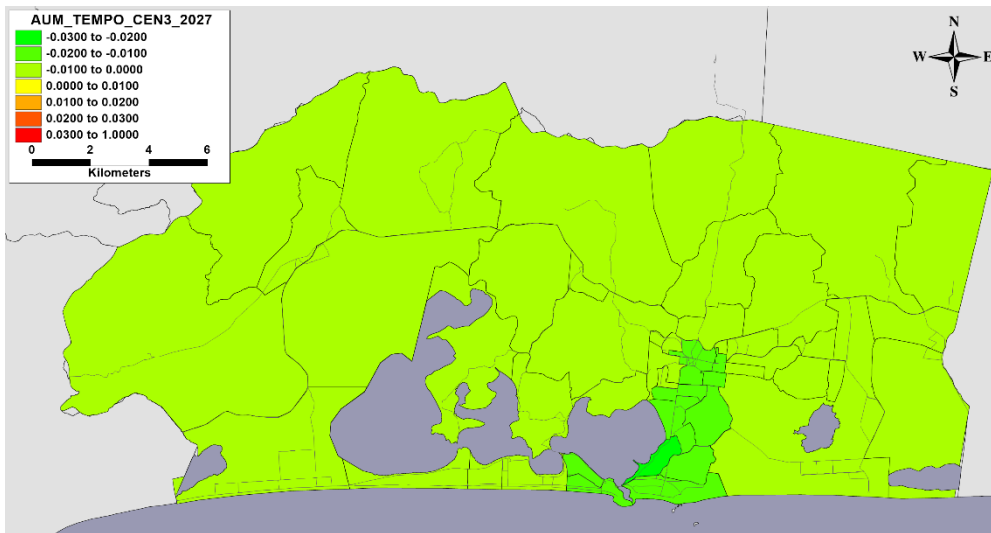 AUM_TEMPO_CEN3_2027
-0.0300 to -0.0200
-0.0200 to -0.0100
-0.0100 to 0.0000
0.0000 to 0.0100
0.0100 to 0.0200
0.0200 to 0.0300
0.0300 to 1.0000
0 2 4 6
Kilometers
N
W E
S